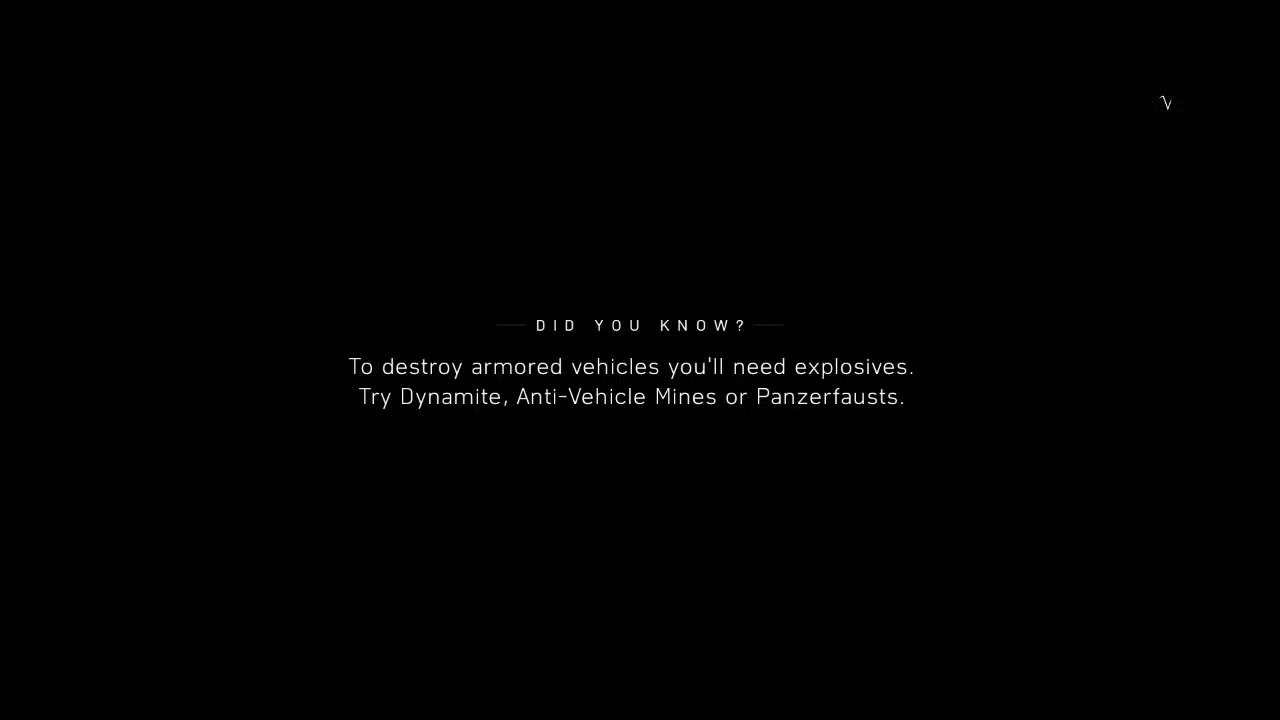 DID YOU KNOW?
To destroy armored vehicles you'll need explosives.
Try Dynamite, Anti-Vehicle Mines or Panzerfausts.